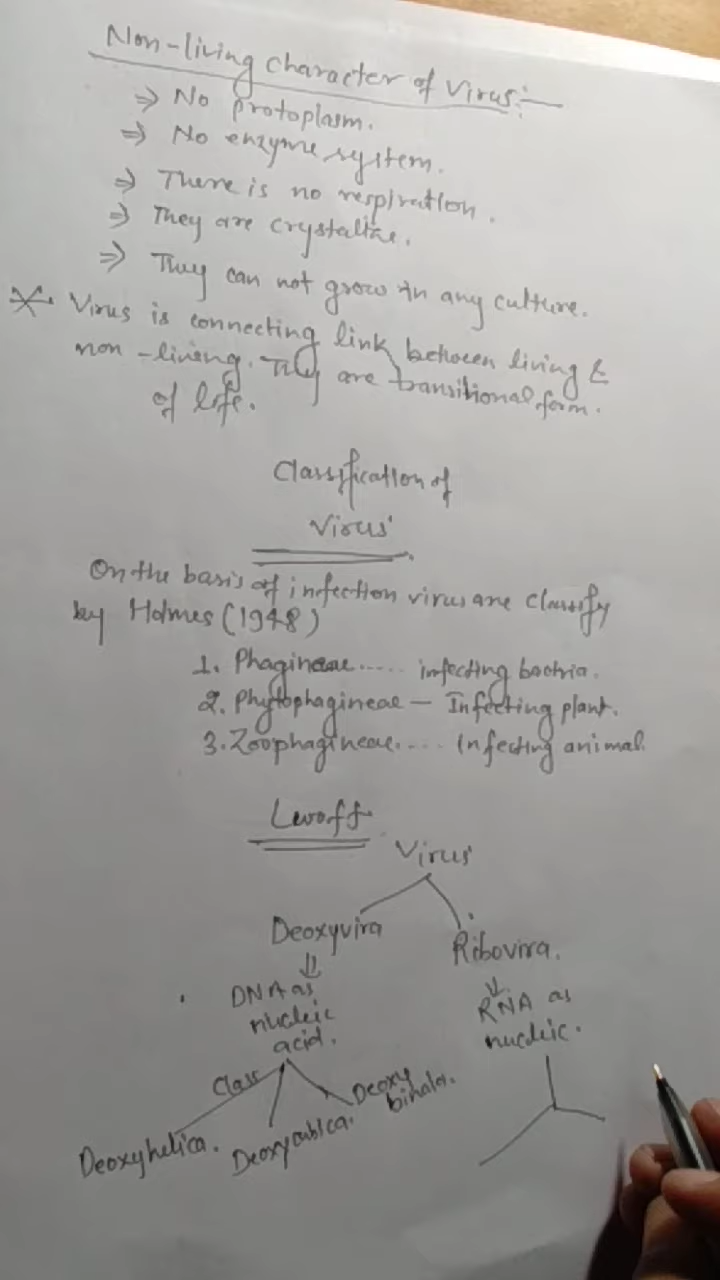 Non-living character of Virus:-
⇒ No protoplasm.
⇒ No enzyme system.
⇒ There is no respiration.
⇒ They are crystalize.
⇒ They can not grow in any culture.
Virus is connecting link between living &
non-living. They are transitional form.
of life.
Classification of
Virus
On the basis of infection virus are classify
by Holmes (1948)
1. Phagineae..... infecting bactria.
2. Phytophagineae - Infecting plant.
3. Zoophagineae.... Infecting animal
Lwoff
Virus
Deoxyvira Ribovira.
⇓ ⇓
DNA as RNA as
nucleic nucleic.
acid.
Class
Deoxyhelica. Deoxycubica. Deoxy
binala.